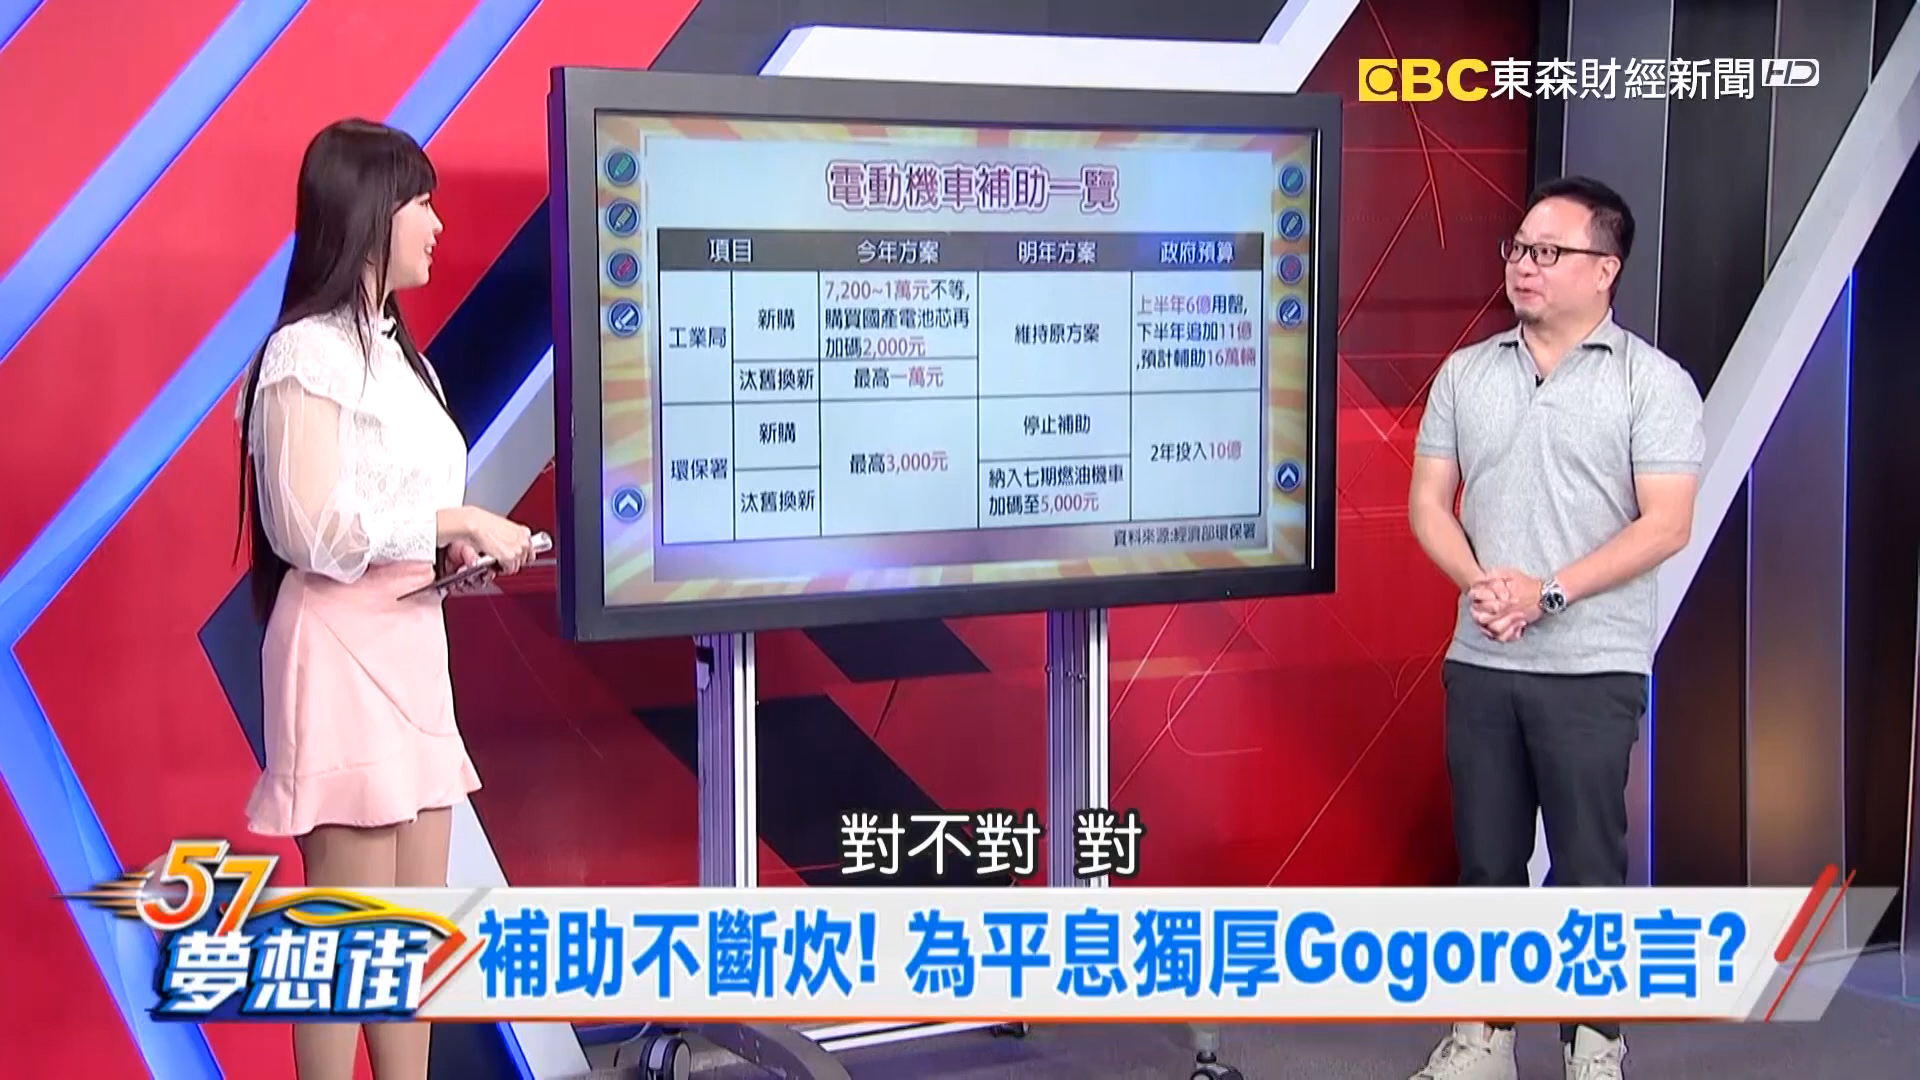 EBC東森財經新聞HD
電動機車補助一覽
項目 今年方案 明年方案 政府預算
工業局
新購
7,200~1萬元不等,
購買國產電池芯再
加碼2,000元
維持原方案
上半年6億用罄,
下半年追加11億
,預計輔助16萬輛
汰舊換新
最高一萬元
環保署
新購
最高3,000元
停止補助
2年投入10億
汰舊換新
納入七期燃油機車
加碼至5,000元
資料來源:經濟部環保署
對不對 對
57
夢想街
補助不斷炊! 為平息獨厚Gogoro怨言?